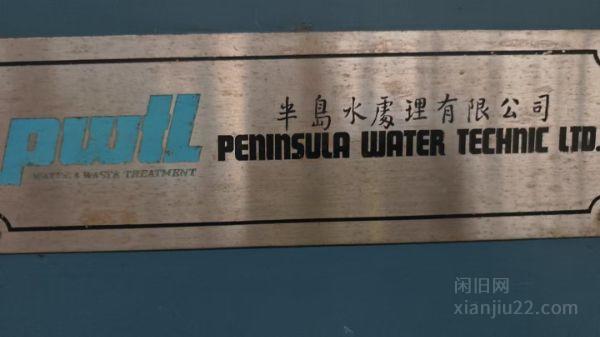 pwtl
WATER & WASTE TREATMENT
半島水處理有限公司
PENINSULA WATER TECHNIC LTD.
闲旧网
xianjiu22.com